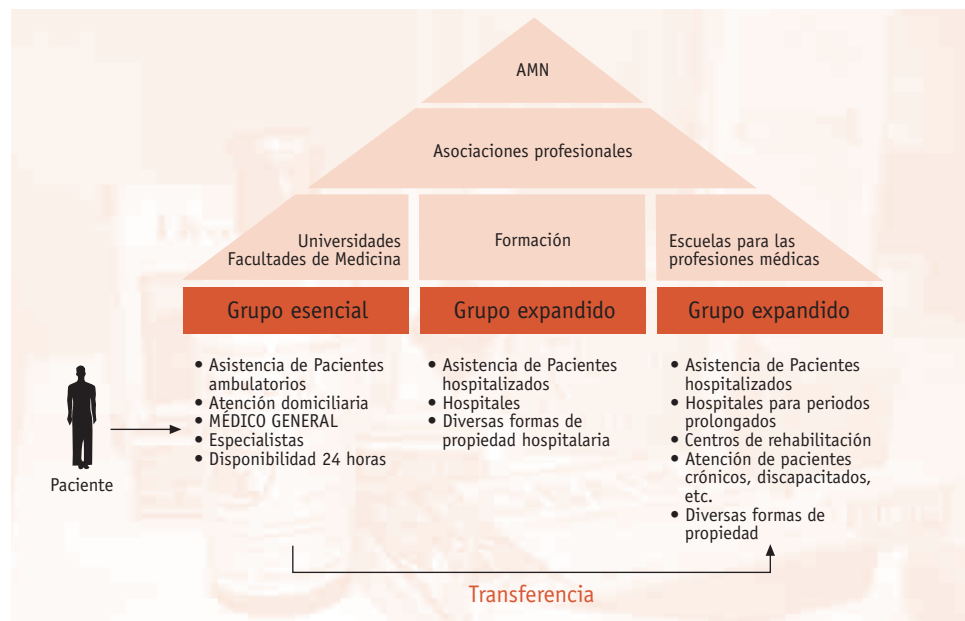 AMN
Asociaciones profesionales
Universidades
Facultades de Medicina
Formación
Escuelas para las
profesiones médicas
Grupo esencial
Grupo expandido
Grupo expandido
Paciente
• Asistencia de Pacientes
ambulatorios
• Atención domiciliaria
• MÉDICO GENERAL
• Especialistas
• Disponibilidad 24 horas
• Asistencia de Pacientes
hospitalizados
• Hospitales
• Diversas formas de
propiedad hospitalaria
• Asistencia de Pacientes
hospitalizados
• Hospitales para periodos
prolongados
• Centros de rehabilitación
• Atención de pacientes
crónicos, discapacitados,
etc.
• Diversas formas de
propiedad
Transferencia